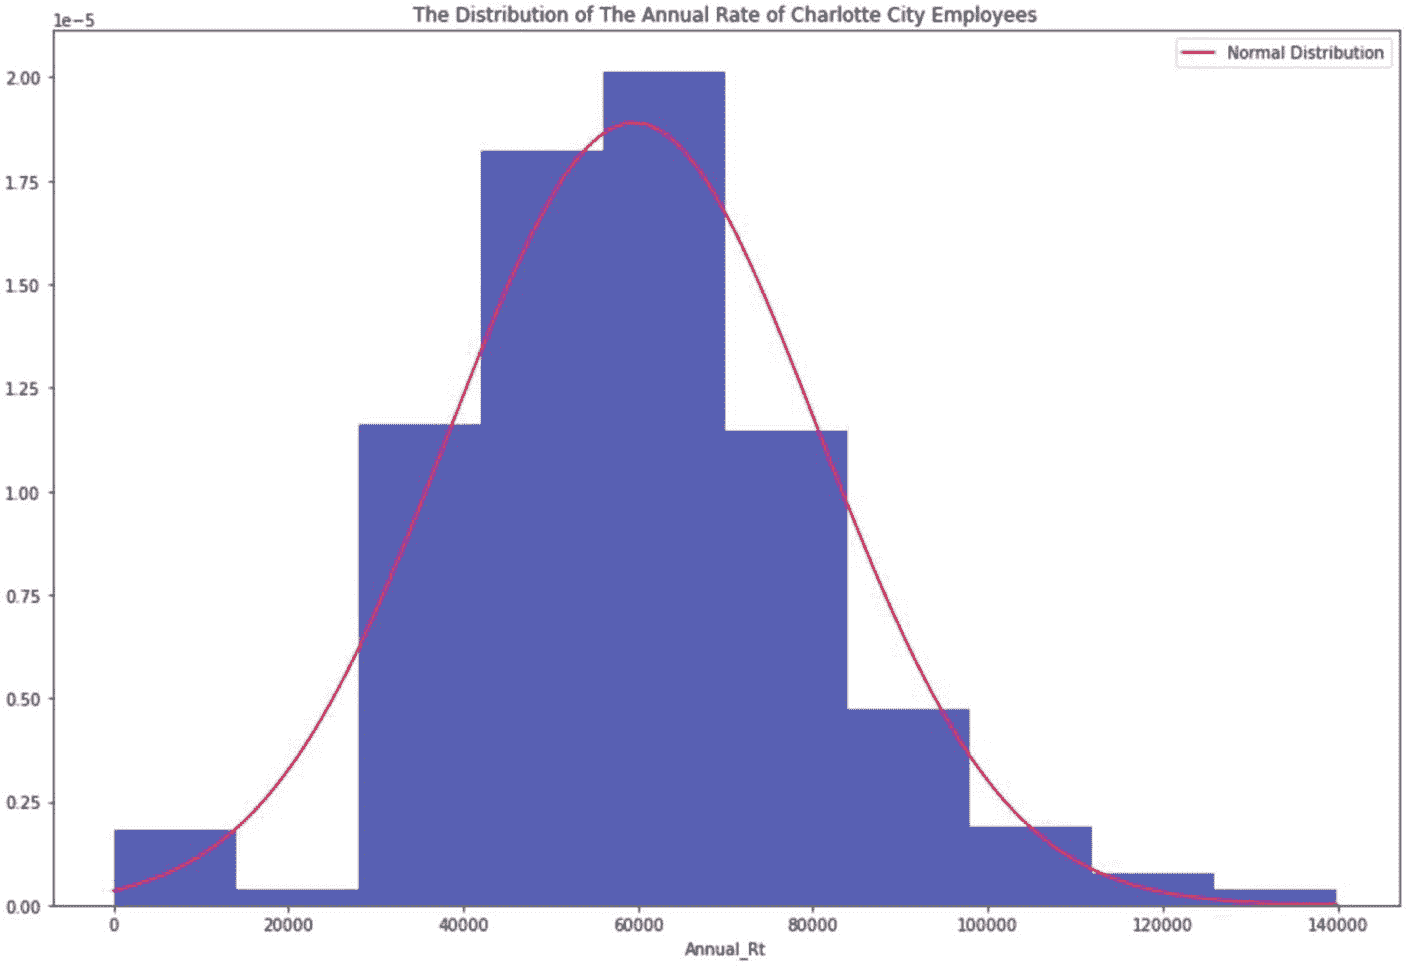 The Distribution of The Annual Rate of Charlotte City Employees
1e−5
Normal Distribution
2.00
1.75
1.50
1.25
1.00
0.75
0.50
0.25
0.00
0 20000 40000 60000 80000 100000 120000 140000
Annual_Rt